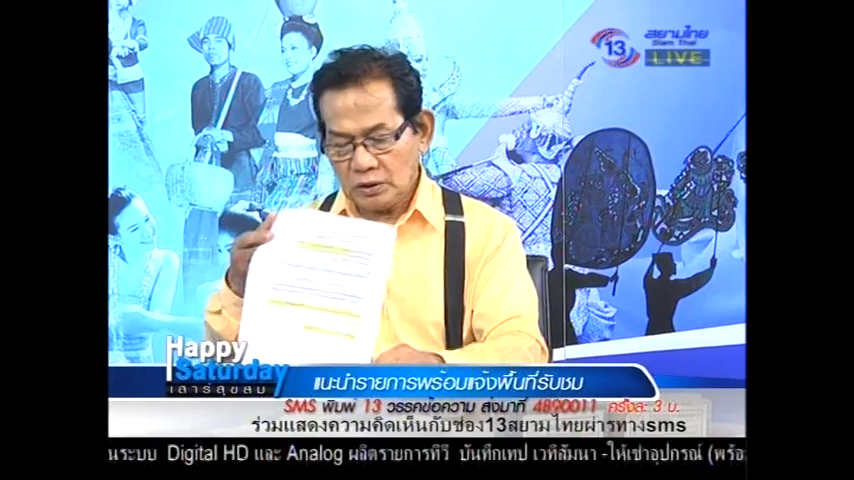 13
สยามไทย
Siam Thai
LIVE
Happy
Saturday
เสาร์สุขสม
แนะนำรายการพร้อมแจ้งพื้นที่รับชม
SMS พิมพ์ 13 วรรคข้อความ ส่งมาที่ 4890011 ครั้งละ 3 บ.
ร่วมแสดงความคิดเห็นกับช่อง13สยามไทยผ่านทางsms
นระบบ Digital HD และ Analog ผลิตรายการทีวี บันทึกเทป เวทีสัมนา -ให้เช่าอุปกรณ์ (พร้อ